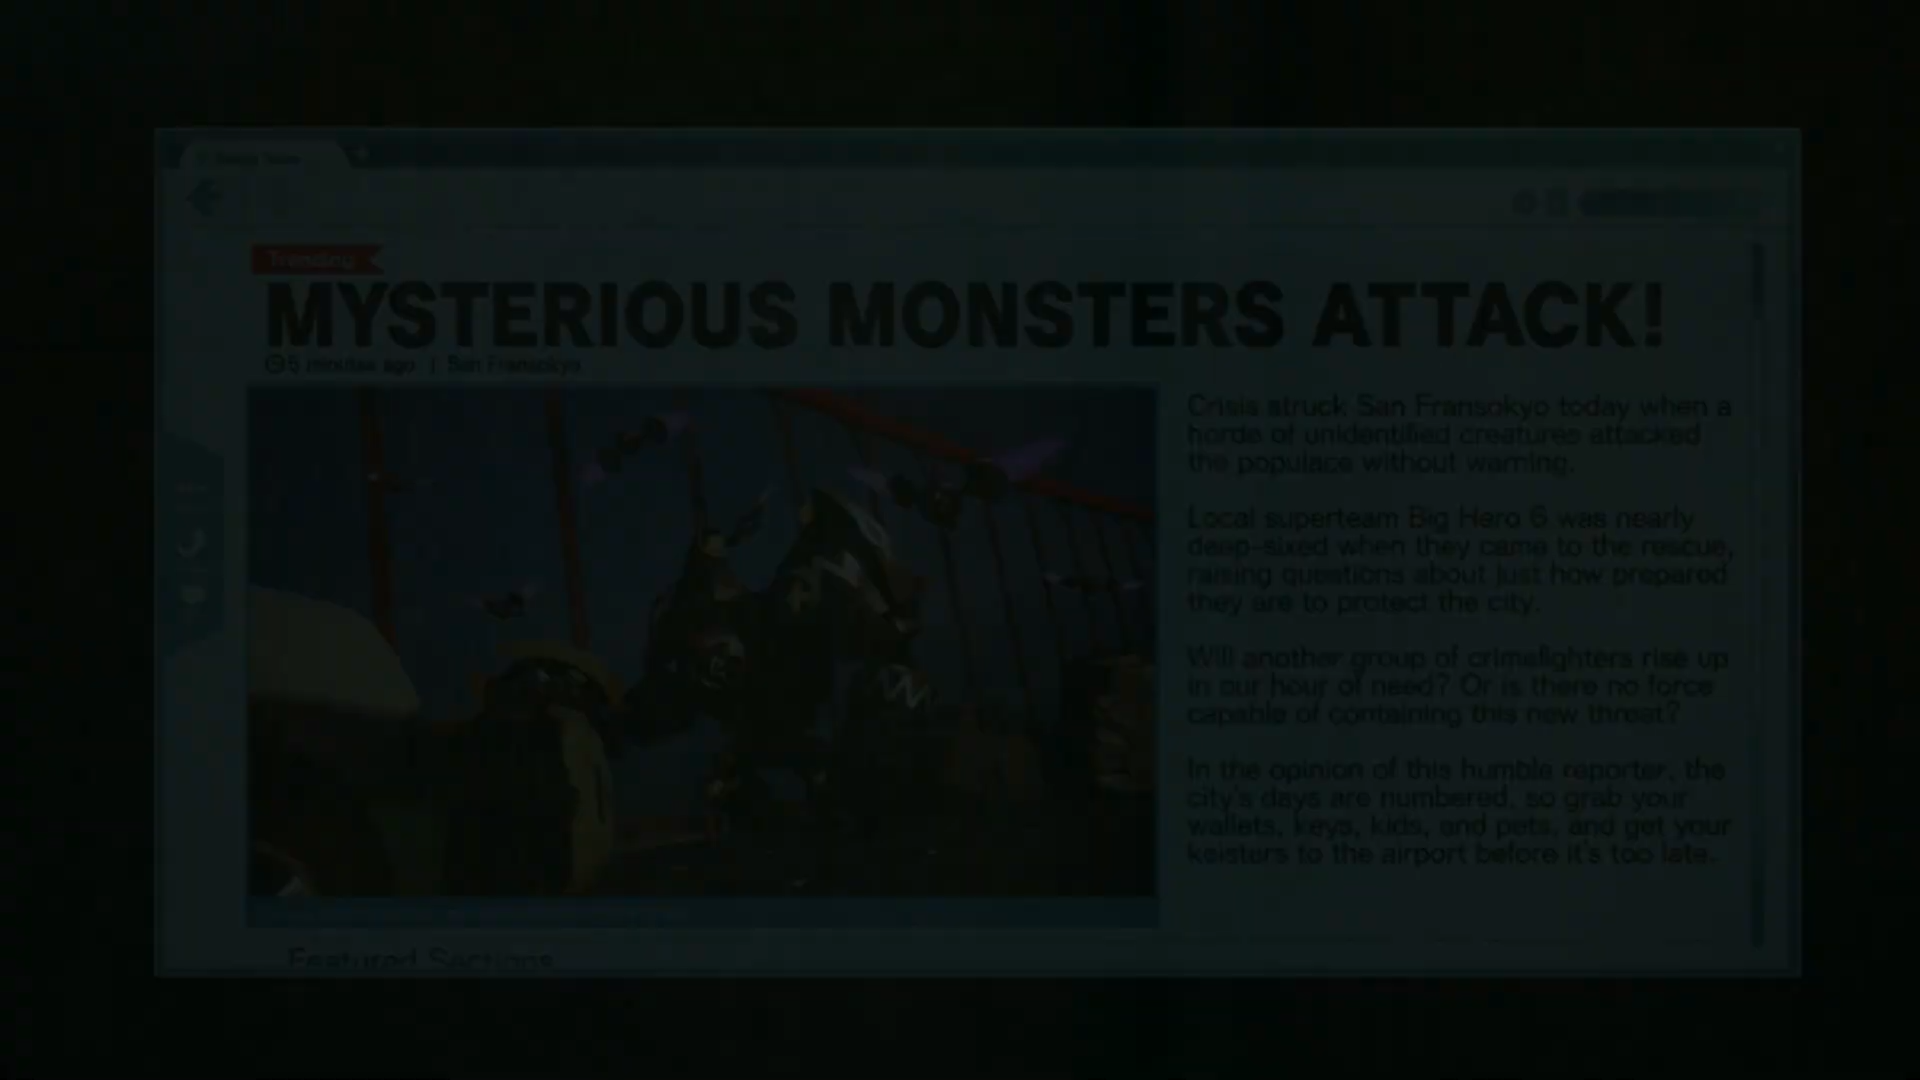 Trending
MYSTERIOUS MONSTERS ATTACK!
5 minutes ago | San Fransokyo
Crisis struck San Fransokyo today when a
horde of unidentified creatures attacked
the populace without warning.
Local superteam Big Hero 6 was nearly
deep-sixed when they came to the rescue,
raising questions about just how prepared
they are to protect the city.
Will another group of crimefighters rise up
in our hour of need? Or is there no force
capable of containing this new threat?
In the opinion of this humble reporter, the
city's days are numbered, so grab your
wallets, keys, kids, and pets, and get your
keisters to the airport before it's too late.
Featured Sections